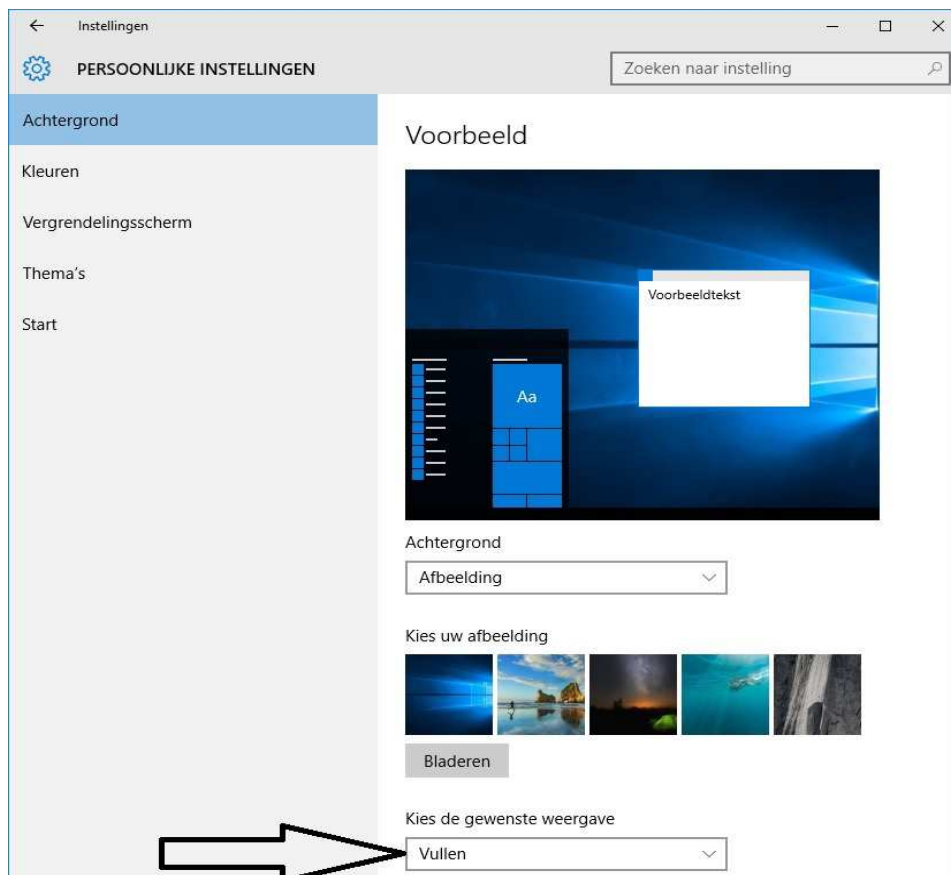 Instellingen
PERSOONLIJKE INSTELLINGEN
Zoeken naar instelling
Achtergrond
Kleuren
Vergrendelingsscherm
Thema's
Start
Voorbeeld
Voorbeeldtekst
Aa
Achtergrond
Afbeelding
Kies uw afbeelding
Bladeren
Kies de gewenste weergave
Vullen